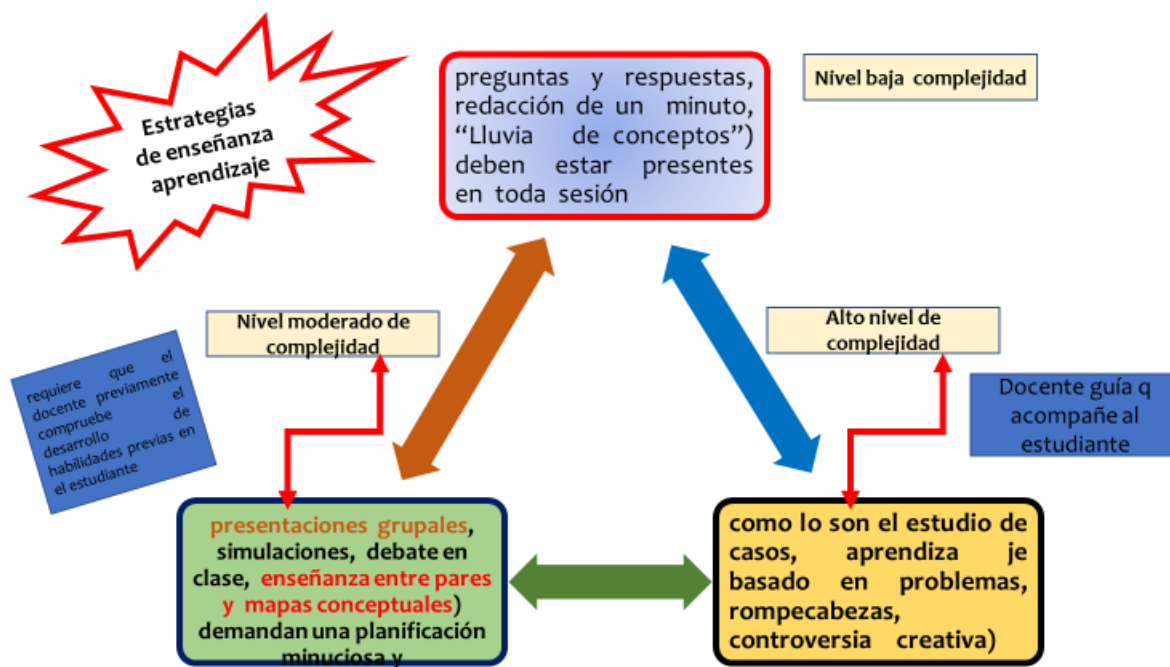 Estrategias
de enseñanza
aprendizaje
preguntas y respuestas,
redacción de un minuto,
“Lluvia de conceptos”)
deben estar presentes
en toda sesión
Nivel baja complejidad
Nivel moderado de
complejidad
Alto nivel de
complejidad
requiere que el
docente previamente
compruebe el
desarrollo de
habilidades previas en
el estudiante
Docente guía q
acompañe al
estudiante
presentaciones grupales,
simulaciones, debate en
clase, enseñanza entre pares
y mapas conceptuales)
demandan una planificación
minuciosa y
como lo son el estudio de
casos, aprendiza je
basado en problemas,
rompecabezas,
controversia creativa)